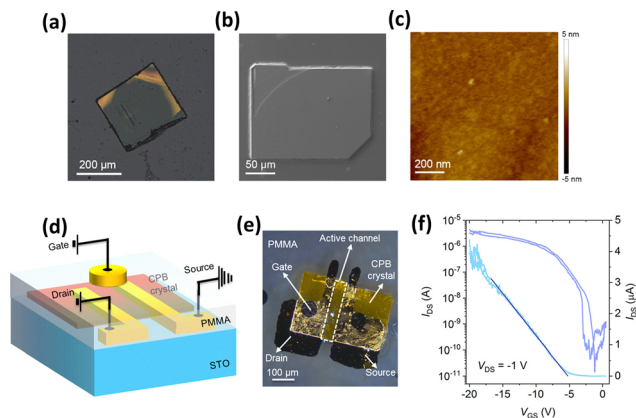 (a)
200 µm
(b)
50 µm
(c)
5 nm
-5 nm
200 nm
(d)
Gate
Drain
Source
CPB
crystal
PMMA
STO
(e)
PMMA
Active channel
Gate
CPB
crystal
Drain
Source
100 µm
(f)
10⁻⁵
10⁻⁶
10⁻⁷
10⁻⁸
10⁻⁹
10⁻¹⁰
10⁻¹¹
I_DS (A)
V_DS = -1 V
-20 -15 -10 -5 0
V_GS (V)
5
4
3
2
1
0
I_DS (µA)